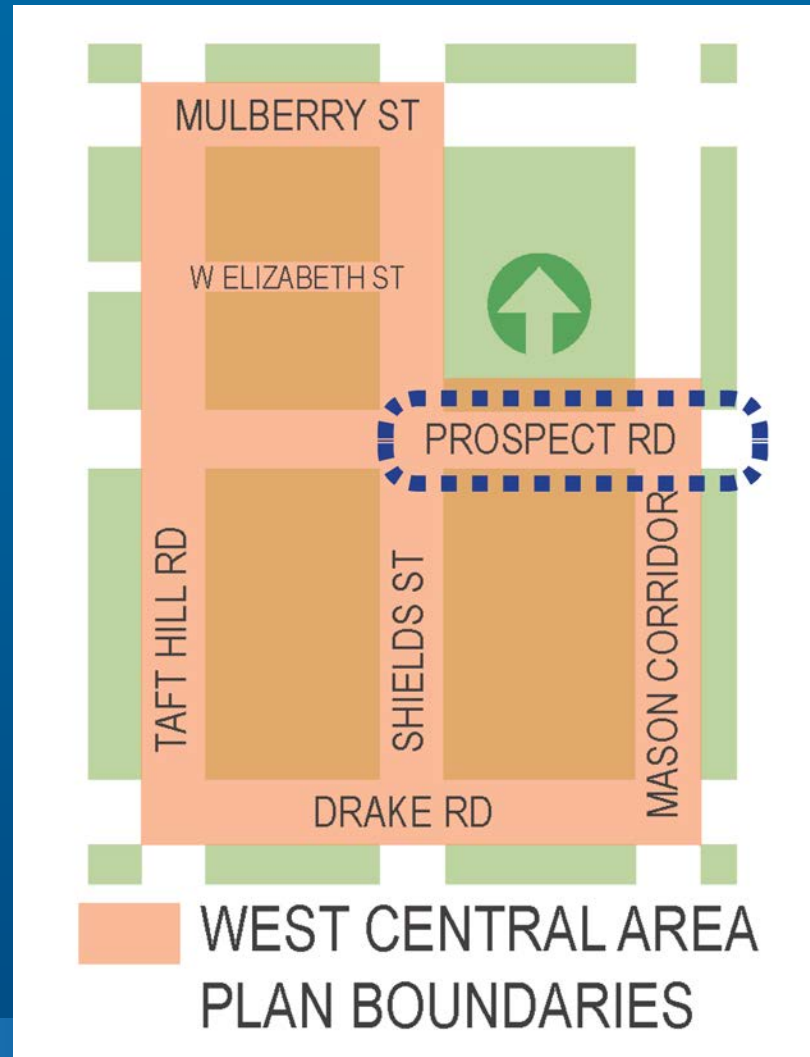 MULBERRY ST
W ELIZABETH ST
PROSPECT RD
TAFT HILL RD
SHIELDS ST
MASON CORRIDOR
DRAKE RD
WEST CENTRAL AREA
PLAN BOUNDARIES